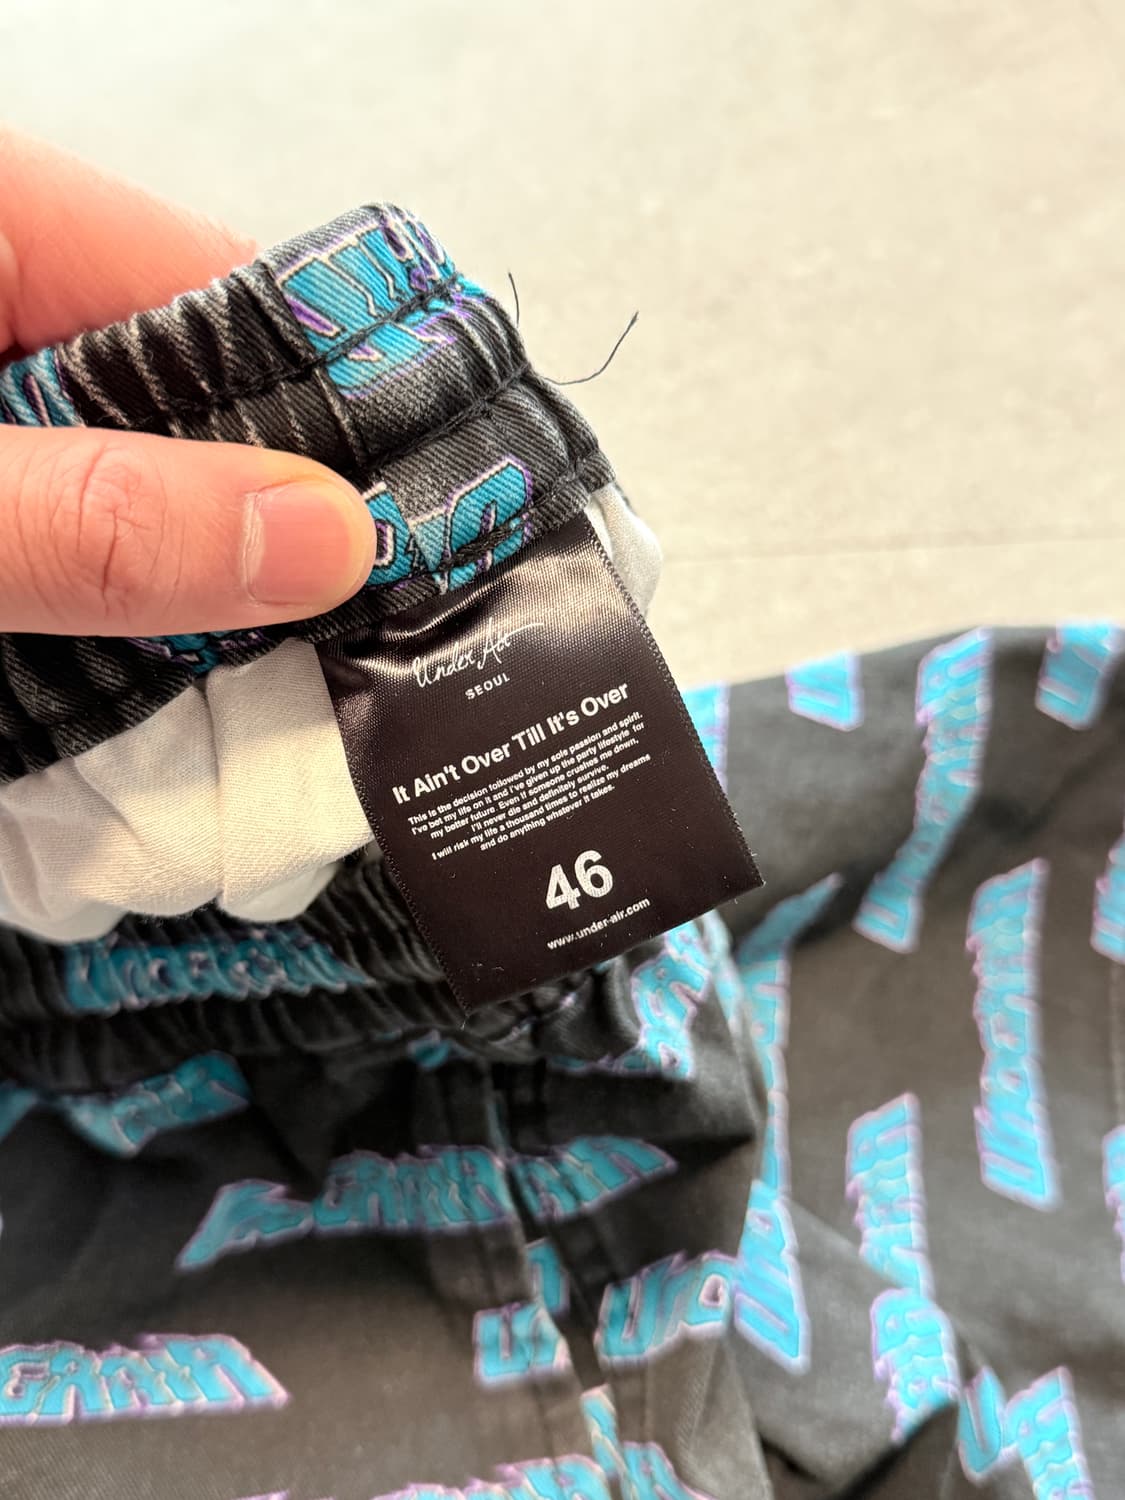 Under Air
SEOUL
It Ain't Over Till It's Over
This is the decision followed by my sole passion and spirit.
I've bet my life on it and I've given up the party lifestyle for
my better future. Even if someone crushes me down,
I'll never die and definitely survive.
I will risk my life a thousand times to realize my dreams
and do anything whatever it takes.
46
www.under-air.com